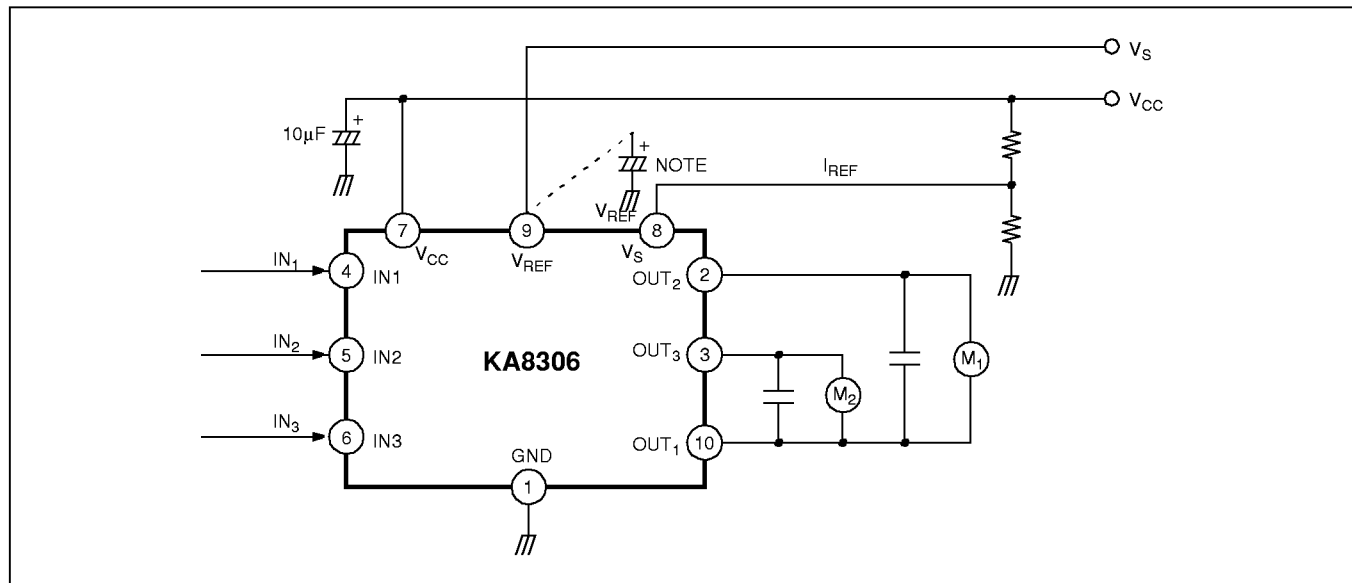 V_S
V_CC
10μF
+
+
NOTE
I_REF
V_REF
7
9
8
V_CC
V_REF
V_S
IN_1
4
IN1
OUT_2
2
IN_2
5
IN2
KA8306
OUT_3
3
M_1
M_2
IN_3
6
IN3
GND
OUT_1
10
1